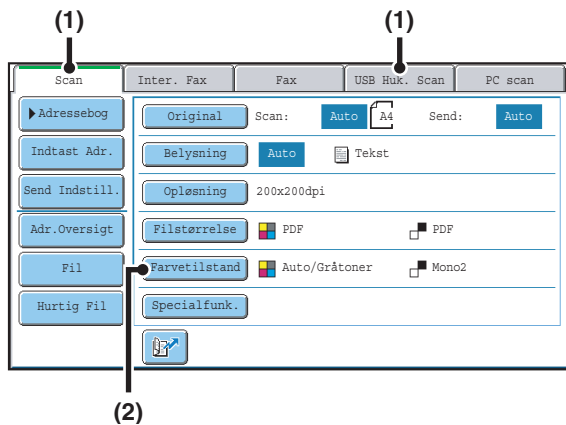 (1) (1)
Scan Inter. Fax Fax USB Huk. Scan PC scan
Adressebog Original Scan: Auto A4 Send: Auto
Indtast Adr. Belysning Auto Tekst
Send Indstill. Opløsning 200x200dpi
Adr.Oversigt Filstørrelse PDF PDF
Fil Farvetilstand Auto/Gråtoner Mono2
Hurtig Fil Specialfunk.
(2)